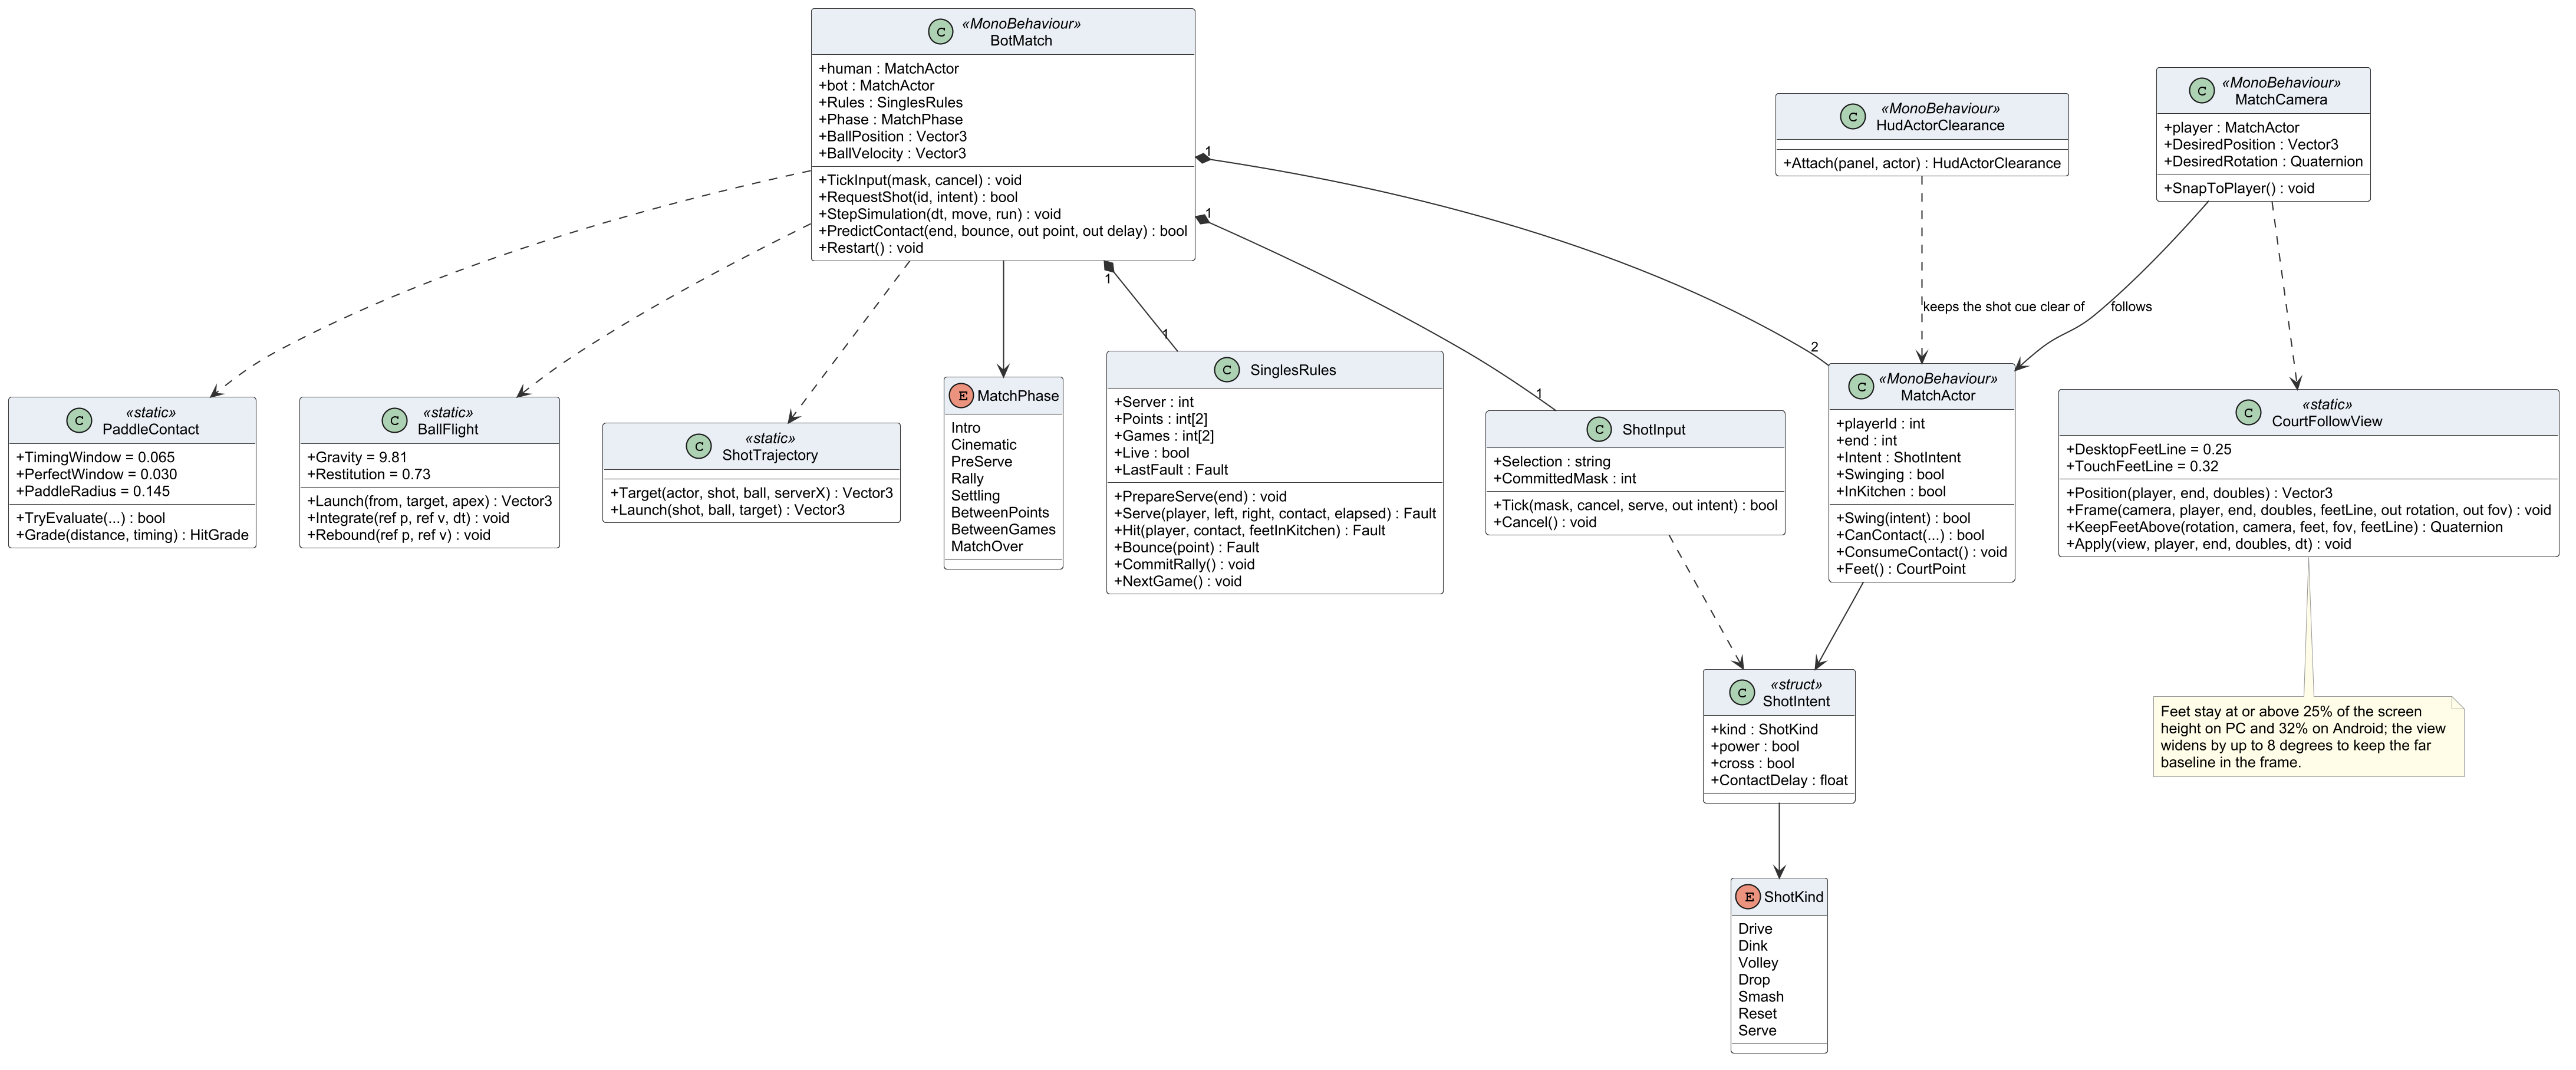 C
«MonoBehaviour»
BotMatch
+human : MatchActor
+bot : MatchActor
+Rules : SinglesRules
+Phase : MatchPhase
+BallPosition : Vector3
+BallVelocity : Vector3
+TickInput(mask, cancel) : void
+RequestShot(id, intent) : bool
+StepSimulation(dt, move, run) : void
+PredictContact(end, bounce, out point, out delay) : bool
+Restart() : void
C
«MonoBehaviour»
HudActorClearance
+Attach(panel, actor) : HudActorClearance
C
«MonoBehaviour»
MatchCamera
+player : MatchActor
+DesiredPosition : Vector3
+DesiredRotation : Quaternion
+SnapToPlayer() : void
1
1
1
1
1
2
keeps the shot cue clear of
follows
C
«static»
PaddleContact
+TimingWindow = 0.065
+PerfectWindow = 0.030
+PaddleRadius = 0.145
+TryEvaluate(...) : bool
+Grade(distance, timing) : HitGrade
C
«static»
BallFlight
+Gravity = 9.81
+Restitution = 0.73
+Launch(from, target, apex) : Vector3
+Integrate(ref p, ref v, dt) : void
+Rebound(ref p, ref v) : void
C
«static»
ShotTrajectory
+Target(actor, shot, ball, serverX) : Vector3
+Launch(shot, ball, target) : Vector3
E
MatchPhase
Intro
Cinematic
PreServe
Rally
Settling
BetweenPoints
BetweenGames
MatchOver
C
SinglesRules
+Server : int
+Points : int[2]
+Games : int[2]
+Live : bool
+LastFault : Fault
+PrepareServe(end) : void
+Serve(player, left, right, contact, elapsed) : Fault
+Hit(player, contact, feetInKitchen) : Fault
+Bounce(point) : Fault
+CommitRally() : void
+NextGame() : void
C
ShotInput
+Selection : string
+CommittedMask : int
+Tick(mask, cancel, serve, out intent) : bool
+Cancel() : void
C
«MonoBehaviour»
MatchActor
+playerId : int
+end : int
+Intent : ShotIntent
+Swinging : bool
+InKitchen : bool
+Swing(intent) : bool
+CanContact(...) : bool
+ConsumeContact() : void
+Feet() : CourtPoint
C
«static»
CourtFollowView
+DesktopFeetLine = 0.25
+TouchFeetLine = 0.32
+Position(player, end, doubles) : Vector3
+Frame(camera, player, end, doubles, feetLine, out rotation, out fov) : void
+KeepFeetAbove(rotation, camera, feet, fov, feetLine) : Quaternion
+Apply(view, player, end, doubles, dt) : void
C
«struct»
ShotIntent
+kind : ShotKind
+power : bool
+cross : bool
+ContactDelay : float
Feet stay at or above 25% of the screen
height on PC and 32% on Android; the view
widens by up to 8 degrees to keep the far
baseline in the frame.
E
ShotKind
Drive
Dink
Volley
Drop
Smash
Reset
Serve